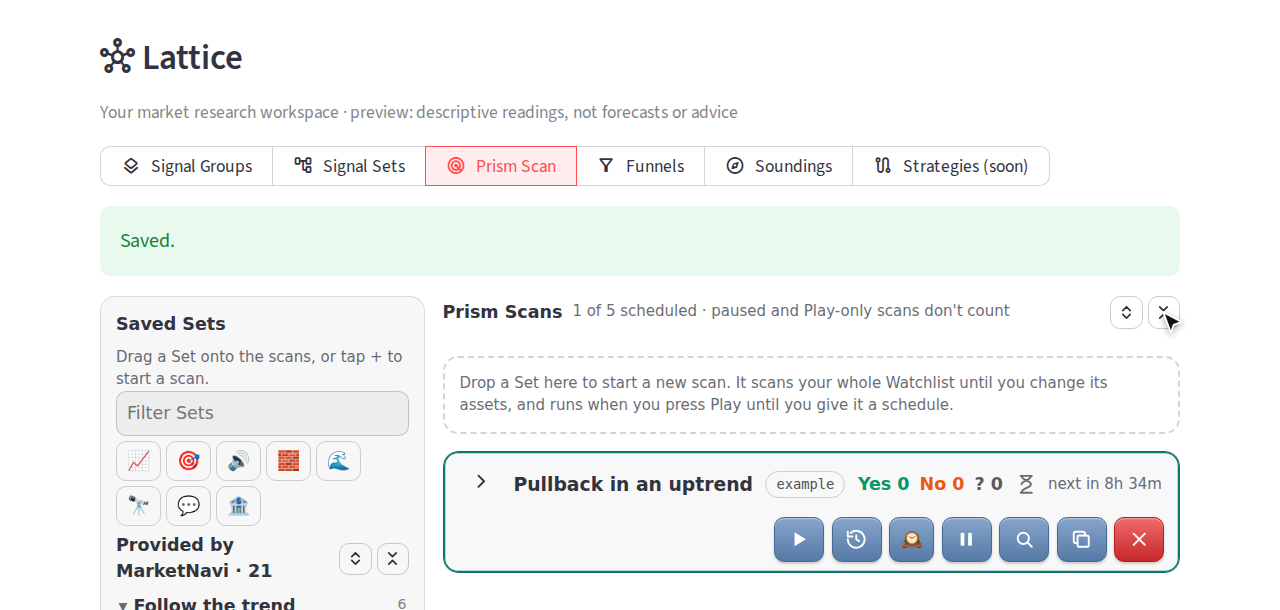 Lattice
Your market research workspace · preview: descriptive readings, not forecasts or advice
Signal Groups
Signal Sets
Prism Scan
Funnels
Soundings
Strategies (soon)
Saved.
Saved Sets
Drag a Set onto the scans, or tap + to
start a scan.
Filter Sets
Provided by
MarketNavi · 21
Follow the trend 6
Prism Scans 1 of 5 scheduled · paused and Play-only scans don't count
Drop a Set here to start a new scan. It scans your whole Watchlist until you change its
assets, and runs when you press Play until you give it a schedule.
Pullback in an uptrend example Yes 0 No 0 ? 0 next in 8h 34m